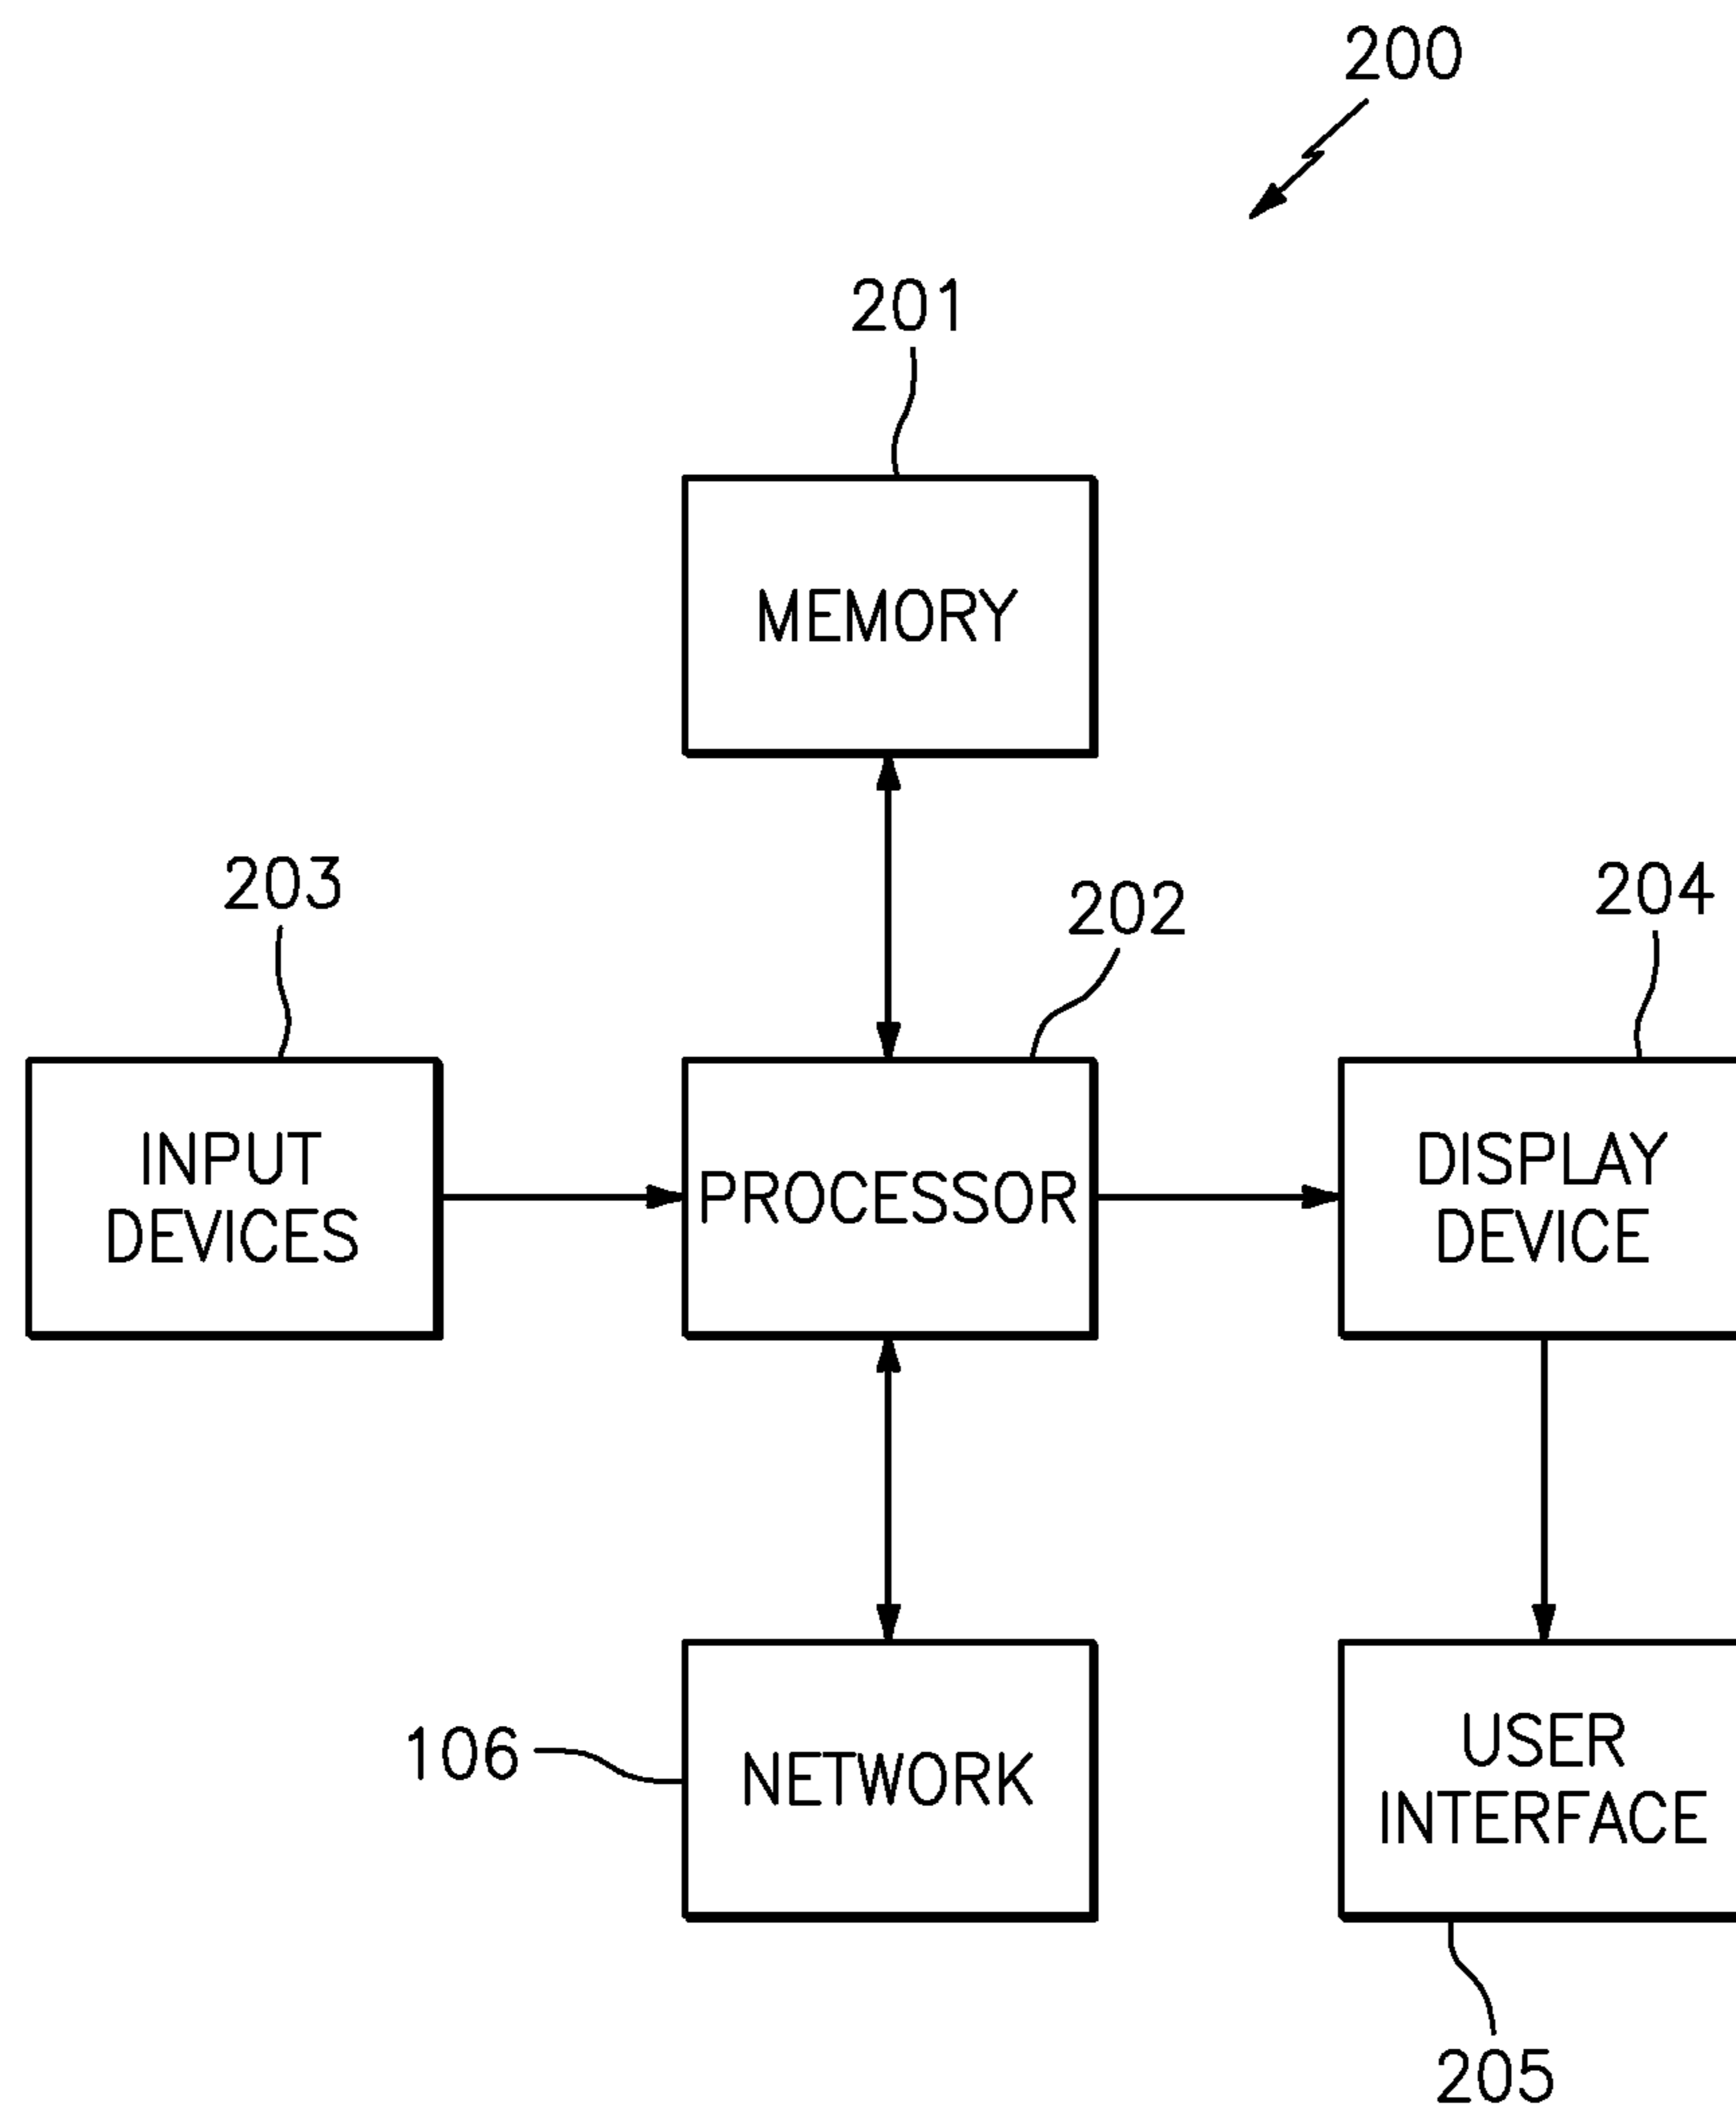 200
201
MEMORY
203
202
204
INPUT
DEVICES
PROCESSOR
DISPLAY
DEVICE
106
NETWORK
USER
INTERFACE
205